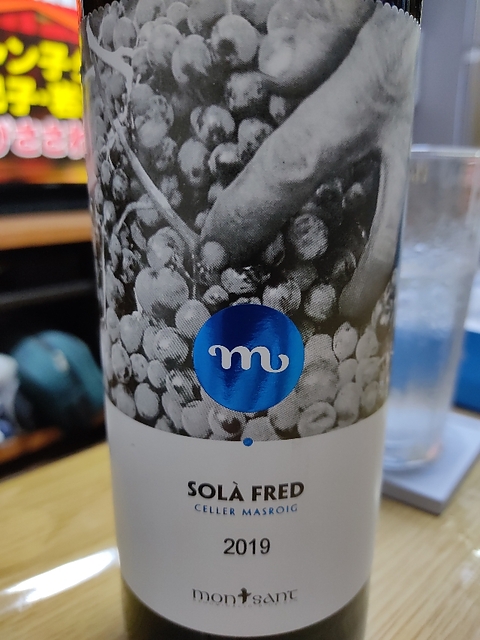 m
SOLÀ FRED
CELLER MASROIG
2019
montsant